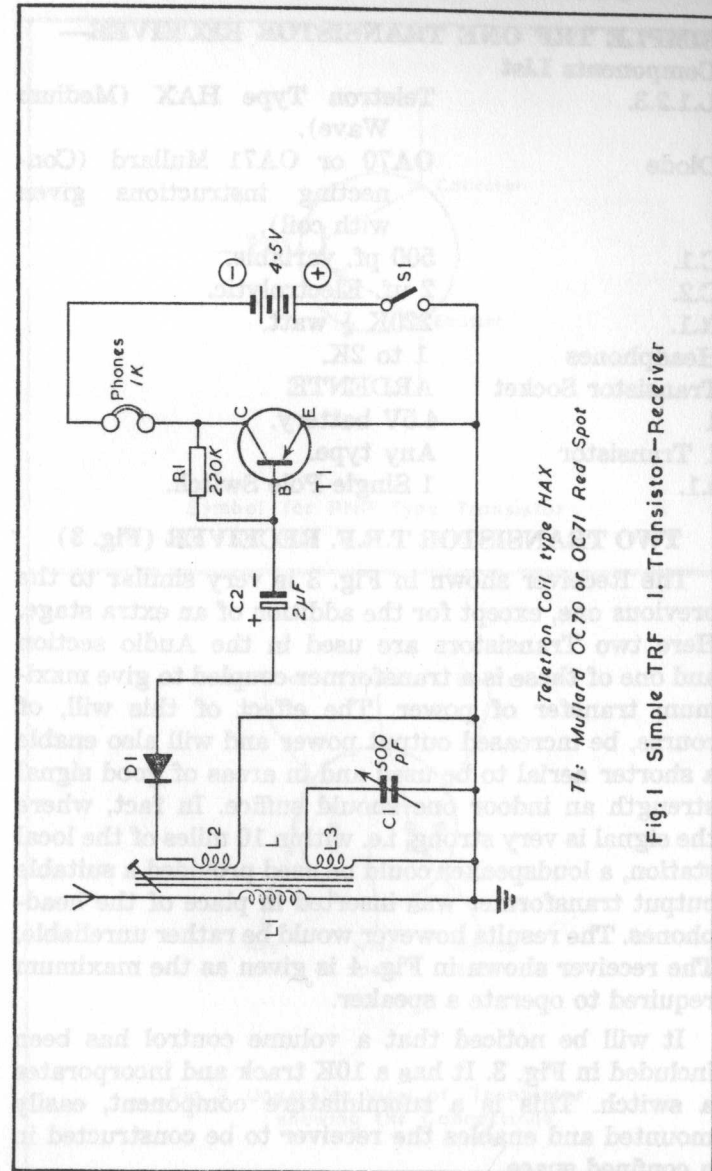 Phones
1K
4·5V
S1
R1
220K
C
B
E
T1
C2
2µF
D1
L2
L
L1
L3
500
pF
C1
Teletron Coil type HAX
T1: Mullard OC70 or OC71 Red Spot
Fig. 1 Simple TRF 1. Transistor-Receiver
SIMPLE TRF ONE TRANSISTOR RECEIVER
Components List
L.1.2.3. Teletron Type HAX (Medium
Wave).
Diode OA70 or OA71 Mullard (Con-
necting instructions given
with coil).
C.1. 500 pf. variable
C.2. Electrolytic.
R.1. 220K watt.
Headphones 1 to 2K.
Transistor Socket ARDENTE
1 4.5V battery.
1 Transistor Any type.
S.1. 1 Single Pole Switch.
TWO TRANSISTOR T.R.F. RECEIVER (Fig. 3)
The Receiver shown in Fig. 3 is very similar to the
previous one, except for the addition of an extra stage.
Here two Transistors are used in the Audio section
and one of these is a transformer coupled to give maxi-
mum transfer of power. The effect of this will, of
course, be increased output power and will also enable
a shorter aerial to be used and in areas of good signal
strength an indoor one should suffice. In fact, where
the signal is very strong, i.e. within 10 miles of the local
station, a loudspeaker could be used provided a suitable
output transformer was inserted in place of the head-
phones. The results however would be rather unreliable.
The receiver shown in Fig. 4 is given as the maximum
required to operate a speaker.
It will be noticed that a volume control has been
included in Fig. 3. It has a 10K track and incorporates
a switch. This is a subminiature component, easily
mounted and enables the receiver to be constructed in
a confined space.